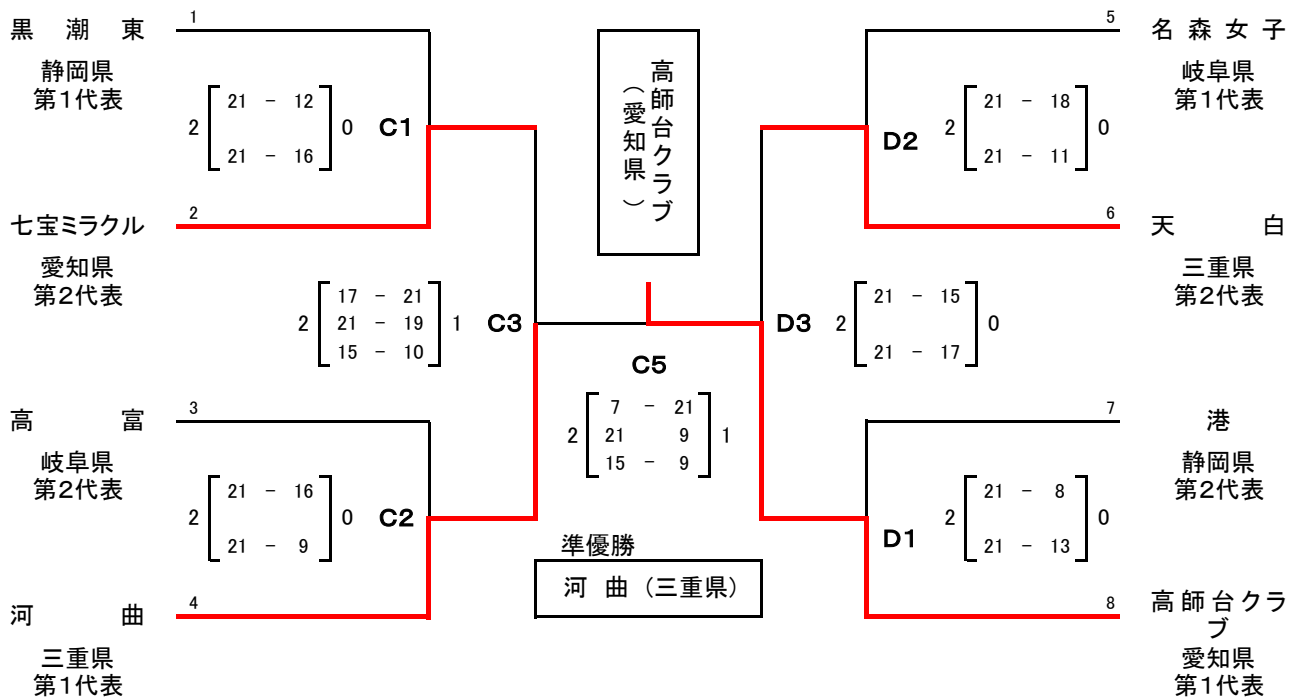 1
黒潮東
静岡県
第1代表
2 [ 21 － 12
21 － 16 ] 0
C1
2
七宝ミラクル
愛知県
第2代表
2 [ 17 － 21
21 － 19
15 － 10 ] 1
C3
3
高富
岐阜県
第2代表
2 [ 21 － 16
21 － 9 ] 0
C2
4
河曲
三重県
第1代表
高師台クラブ
（愛知県）
C5
2 [ 7 － 21
21 9
15 － 9 ] 1
準優勝
河曲（三重県）
5
名森女子
岐阜県
第1代表
D2
2 [ 21 － 18
21 － 11 ] 0
6
天白
三重県
第2代表
D3
2 [ 21 － 15
21 － 17 ] 0
7
港
静岡県
第2代表
D1
2 [ 21 － 8
21 － 13 ] 0
8
高師台クラ
ブ
愛知県
第1代表